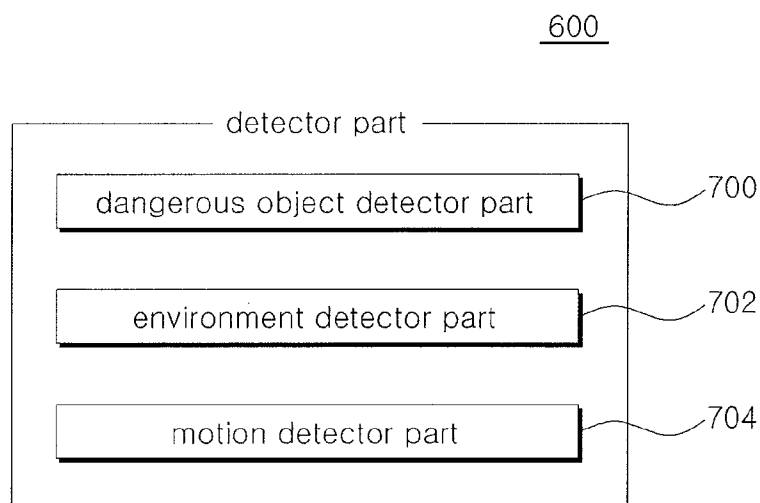 600
detector part
dangerous object detector part
700
environment detector part
702
motion detector part
704